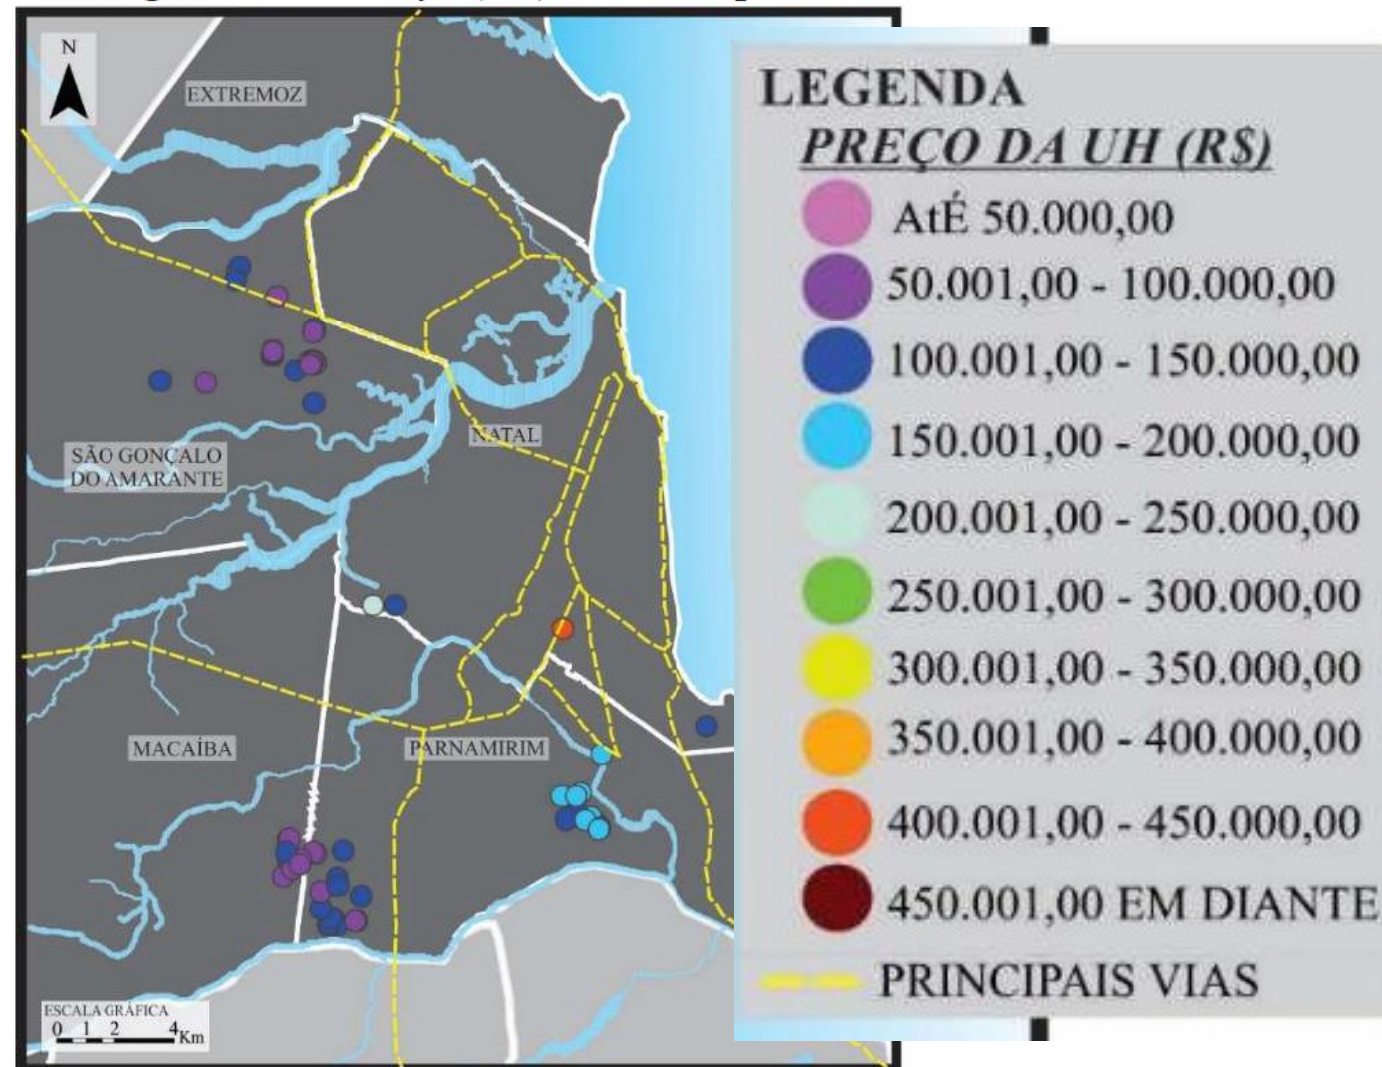 N
EXTREMOZ
NATAL
SÃO GONÇALO
DO AMARANTE
MACAÍBA
PARNAMIRIM
ESCALA GRÁFICA
0 1 2 4 Km
LEGENDA
PREÇO DA UH (R$)
AtÉ 50.000,00
50.001,00 - 100.000,00
100.001,00 - 150.000,00
150.001,00 - 200.000,00
200.001,00 - 250.000,00
250.001,00 - 300.000,00
300.001,00 - 350.000,00
350.001,00 - 400.000,00
400.001,00 - 450.000,00
450.001,00 EM DIANTE
PRINCIPAIS VIAS